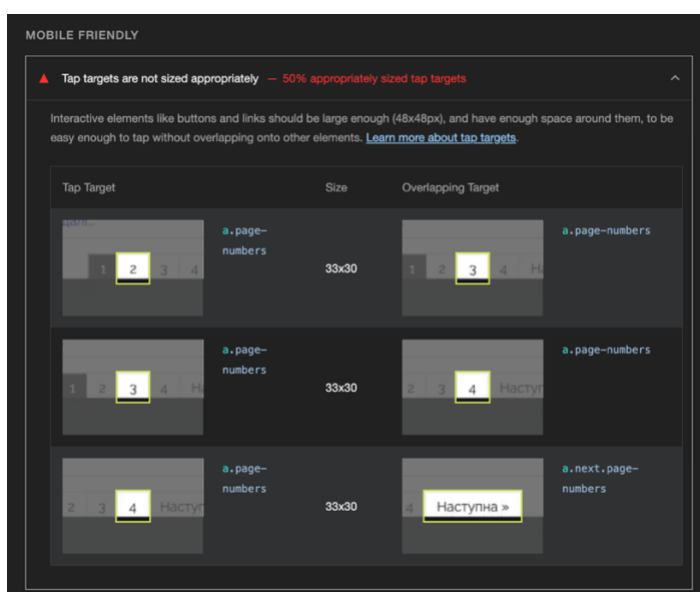 MOBILE FRIENDLY
Tap targets are not sized appropriately — 50% appropriately sized tap targets
Interactive elements like buttons and links should be large enough (48x48px), and have enough space around them, to be
easy enough to tap without overlapping onto other elements. Learn more about tap targets.
Tap Target Size Overlapping Target
1 2 3 4
a.page-
numbers
33x30
1 2 3 4 На
a.page-numbers
1 2 3 4 На
a.page-
numbers
33x30
2 3 4 Наступ
a.page-numbers
2 3 4 Наступ
a.page-
numbers
33x30
4 Наступна »
a.next.page-
numbers